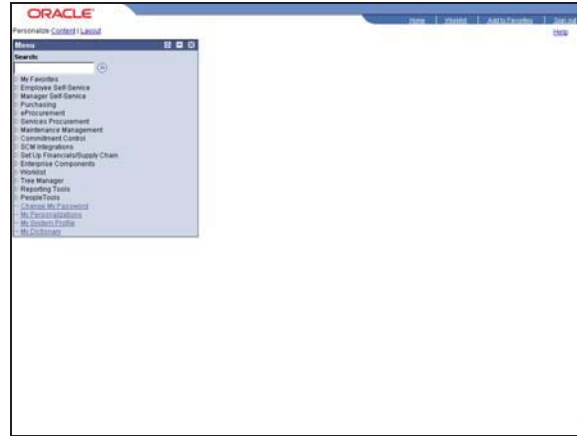 ORACLE
Home | Worklist | Add to Favorites | Sign out
Personalize Content | Layout
Help
Menu
Search:
My Favorites
Employee Self-Service
Manager Self-Service
Purchasing
eProcurement
Services Procurement
Maintenance Management
Commitment Control
SCM Integrations
Set Up Financials/Supply Chain
Enterprise Components
Worklist
Tree Manager
Reporting Tools
PeopleTools
Change My Password
My Personalizations
My System Profile
My Dictionary